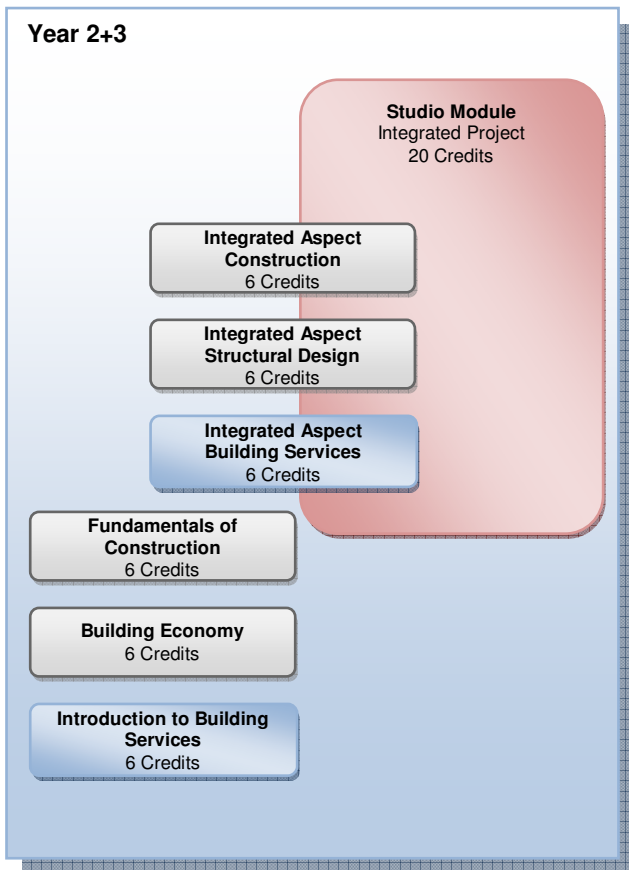 Year 2+3
Studio Module
Integrated Project
20 Credits
Integrated Aspect
Construction
6 Credits
Integrated Aspect
Structural Design
6 Credits
Integrated Aspect
Building Services
6 Credits
Fundamentals of
Construction
6 Credits
Building Economy
6 Credits
Introduction to Building
Services
6 Credits